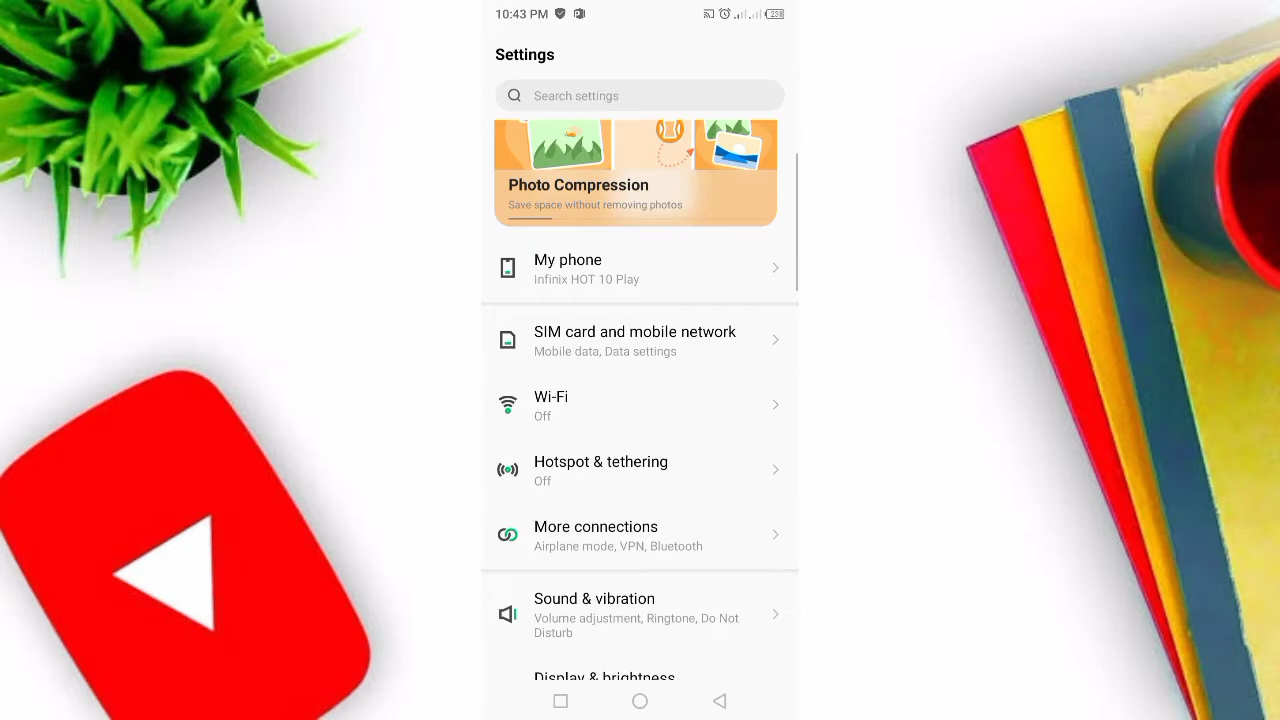 10:43 PM
23
Settings
Search settings
Photo Compression
Save space without removing photos
My phone
Infinix HOT 10 Play
SIM card and mobile network
Mobile data, Data settings
Wi-Fi
Off
Hotspot & tethering
Off
More connections
Airplane mode, VPN, Bluetooth
Sound & vibration
Volume adjustment, Ringtone, Do Not
Disturb
Display & brightness